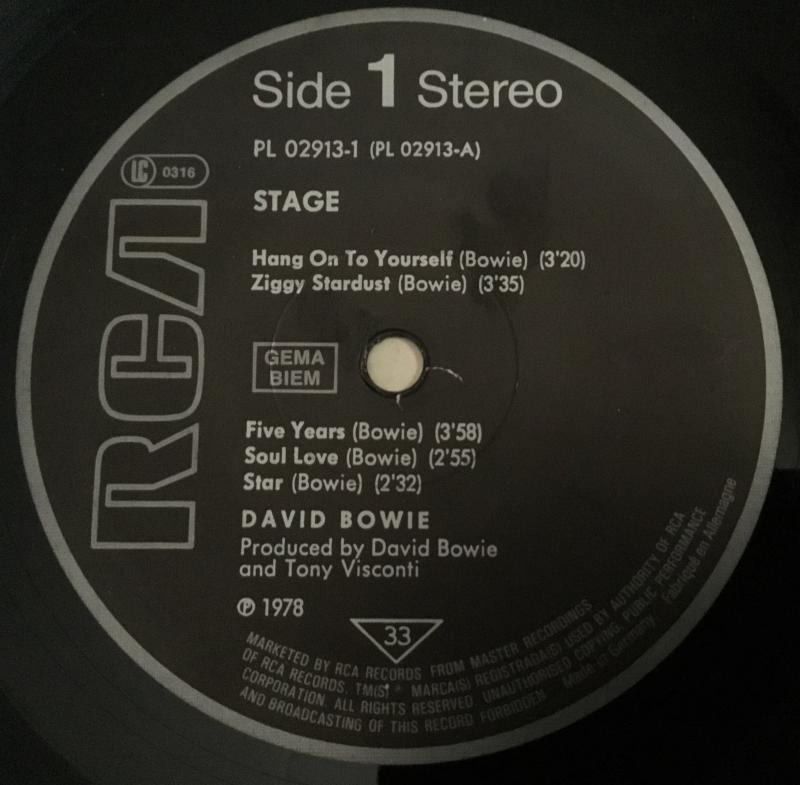 Side 1 Stereo
PL 02913-1 (PL 02913-A)
LC 0316
STAGE
RCA
Hang On To Yourself (Bowie) (3'20)
Ziggy Stardust (Bowie) (3'35)
GEMA
BIEM
Five Years (Bowie) (3'58)
Soul Love (Bowie) (2'55)
Star (Bowie) (2'32)
DAVID BOWIE
Produced by David Bowie
and Tony Visconti
℗ 1978
33
MARKETED BY RCA RECORDS FROM MASTER RECORDINGS
OF RCA RECORDS. TM(S) ® MARCA(S) REGISTRADA(S) USED BY AUTHORITY OF RCA
CORPORATION. ALL RIGHTS RESERVED. UNAUTHORISED COPYING, PUBLIC PERFORMANCE
AND BROADCASTING OF THIS RECORD FORBIDDEN Made in Germany. Fabriqué en Allemagne